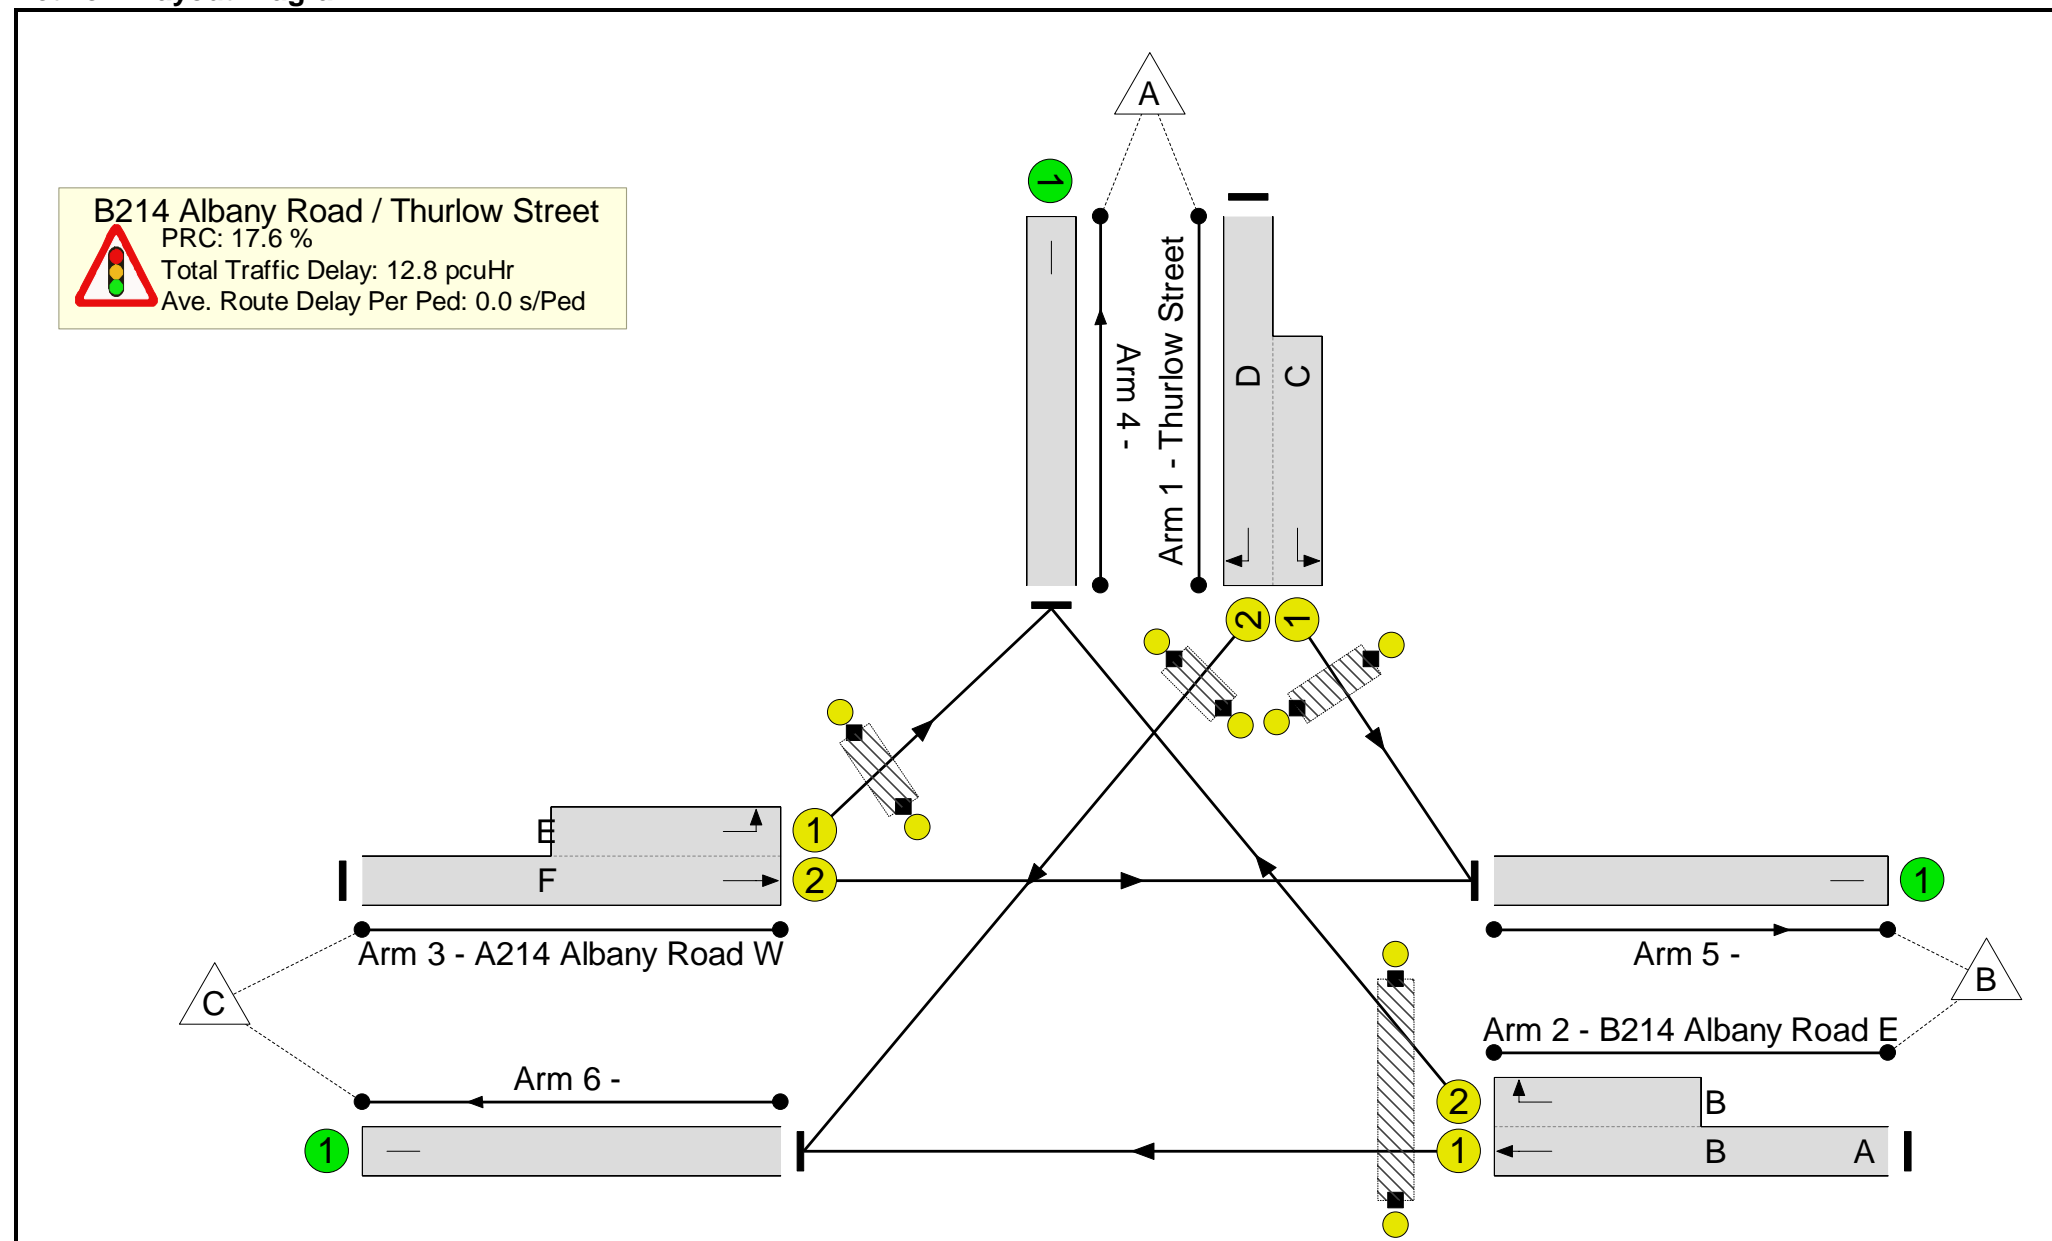 A
1
B214 Albany Road / Thurlow Street
PRC: 17.6 %
Total Traffic Delay: 12.8 pcuHr
Ave. Route Delay Per Ped: 0.0 s/Ped
Arm 4 -
Arm 1 - Thurlow Street
D
C
2
1
E
1
F
2
1
Arm 3 - A214 Albany Road W
Arm 5 -
C
B
Arm 2 - B214 Albany Road E
Arm 6 -
2
B
1
1
B
A